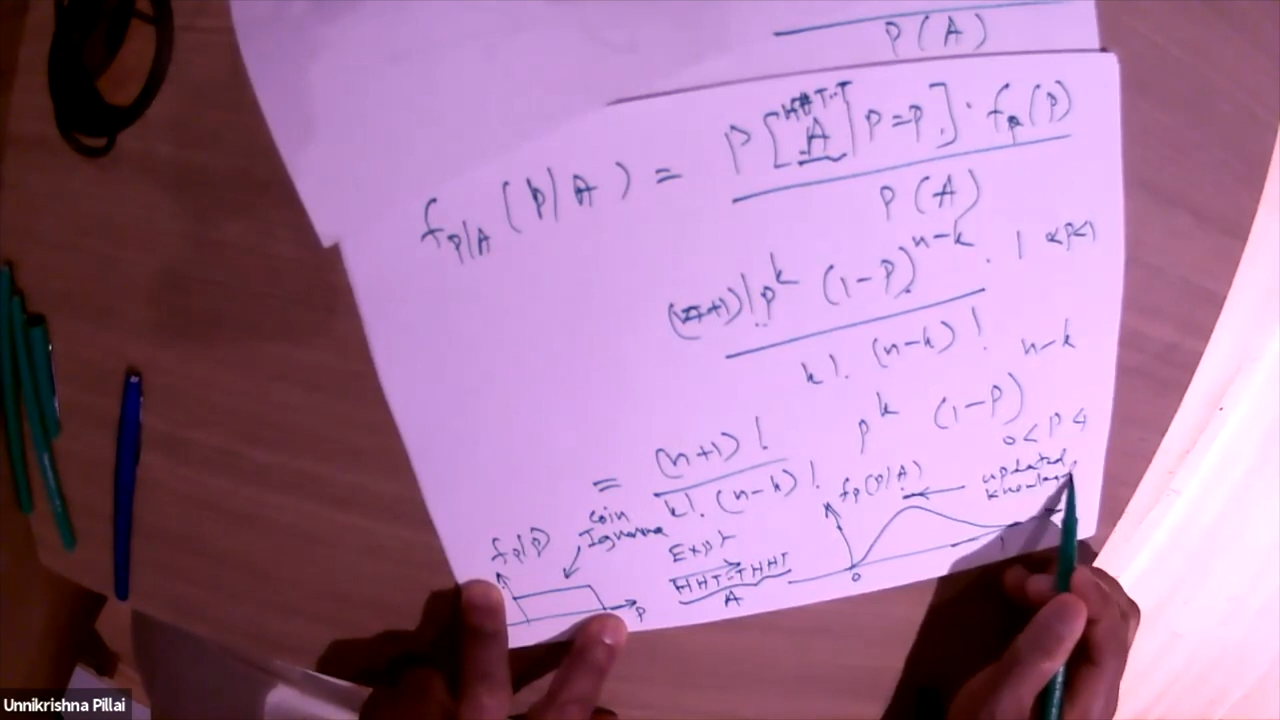 P(A)
HHT..T
f_{P|A}(p|A) = P[A|P=p] · f_P(p)
P(A)
(n+1)! p^k (1-p)^{n-k} · 1 0<p<1
k! (n-k)!
= (n+1)! p^k (1-p)^{n-k}
k! (n-k)! 0<p<1
f_P(p) coin Ignorance
p
Expt
HHT-THHT
A
f_P(p|A)
updated
knowledge
0 1
Unnikrishna Pillai